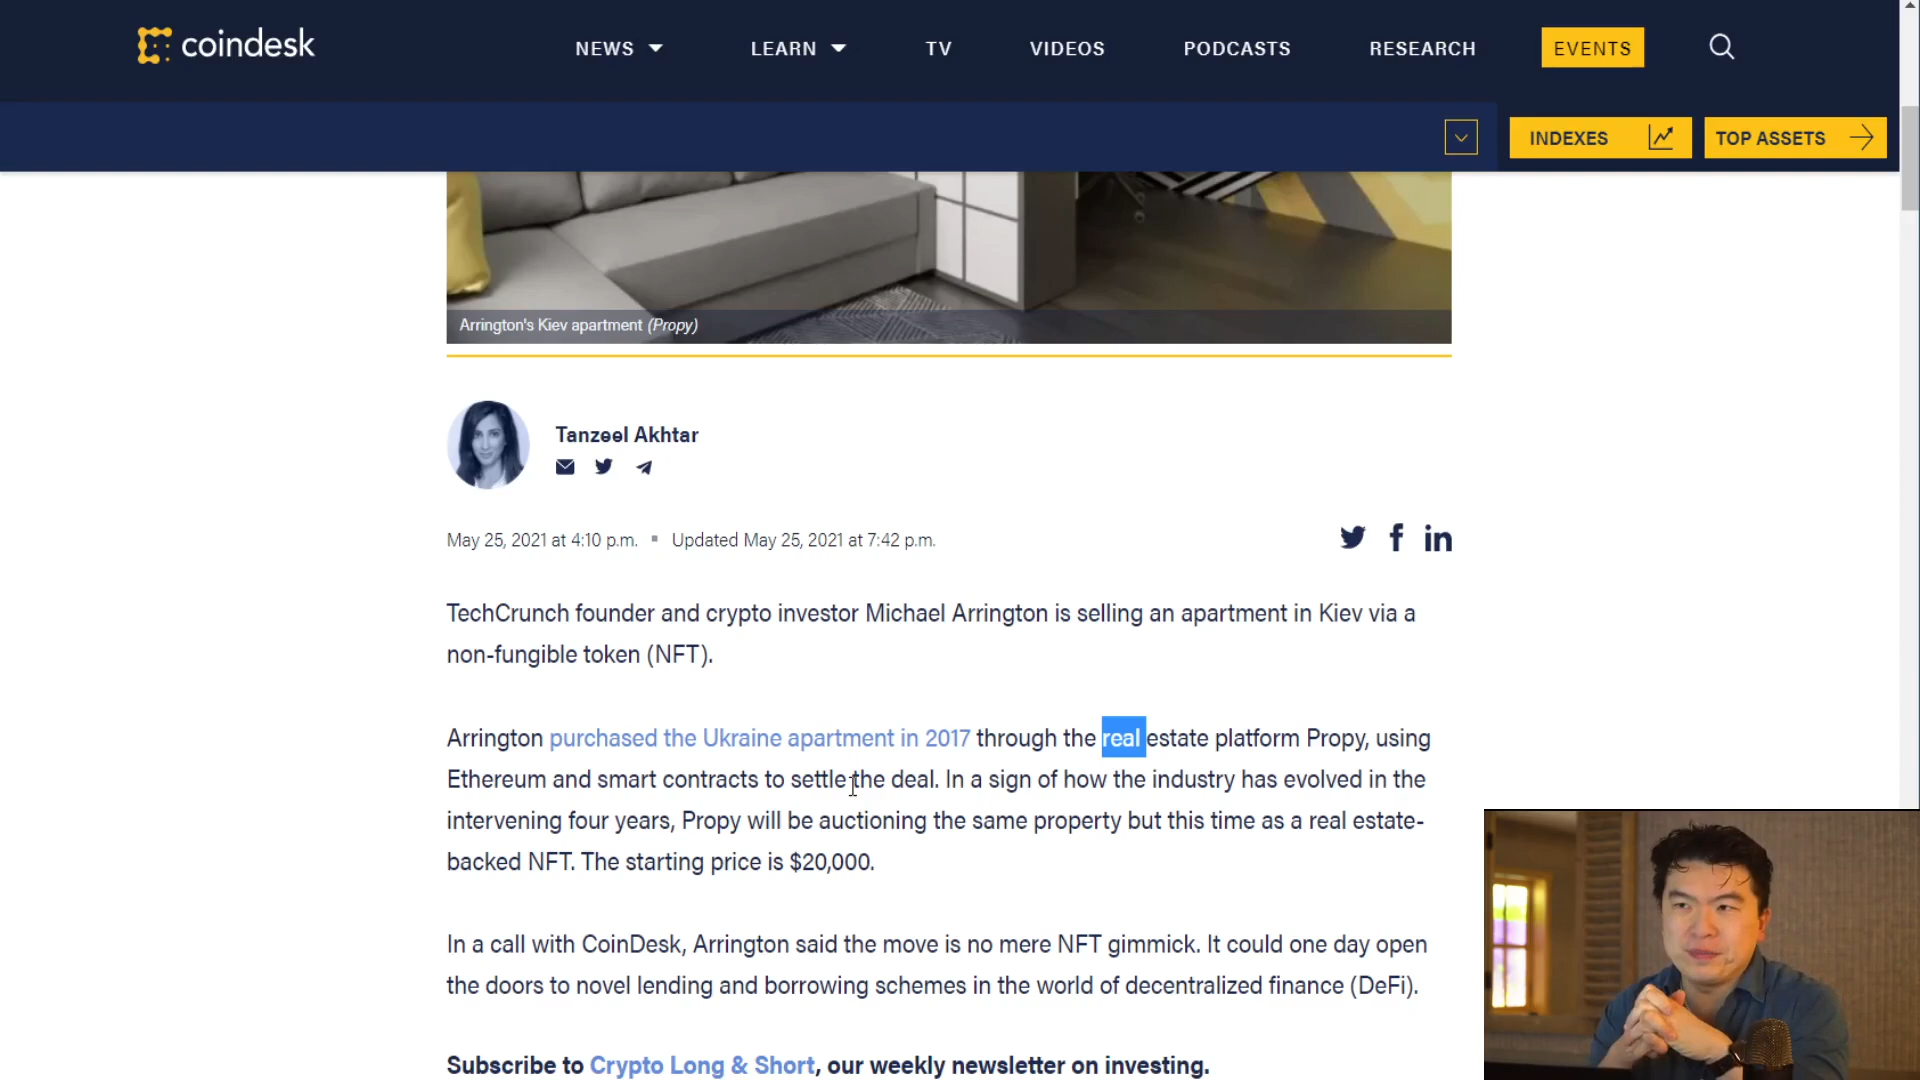 coindesk
NEWS
LEARN
TV
VIDEOS
PODCASTS
RESEARCH
EVENTS
INDEXES
TOP ASSETS
Arrington's Kiev apartment (Propy)
Tanzeel Akhtar
May 25, 2021 at 4:10 p.m. ▪ Updated May 25, 2021 at 7:42 p.m.
TechCrunch founder and crypto investor Michael Arrington is selling an apartment in Kiev via a
non-fungible token (NFT).
Arrington purchased the Ukraine apartment in 2017 through the real estate platform Propy, using
Ethereum and smart contracts to settle the deal. In a sign of how the industry has evolved in the
intervening four years, Propy will be auctioning the same property but this time as a real estate-
backed NFT. The starting price is $20,000.
In a call with CoinDesk, Arrington said the move is no mere NFT gimmick. It could one day open
the doors to novel lending and borrowing schemes in the world of decentralized finance (DeFi).
Subscribe to Crypto Long & Short, our weekly newsletter on investing.